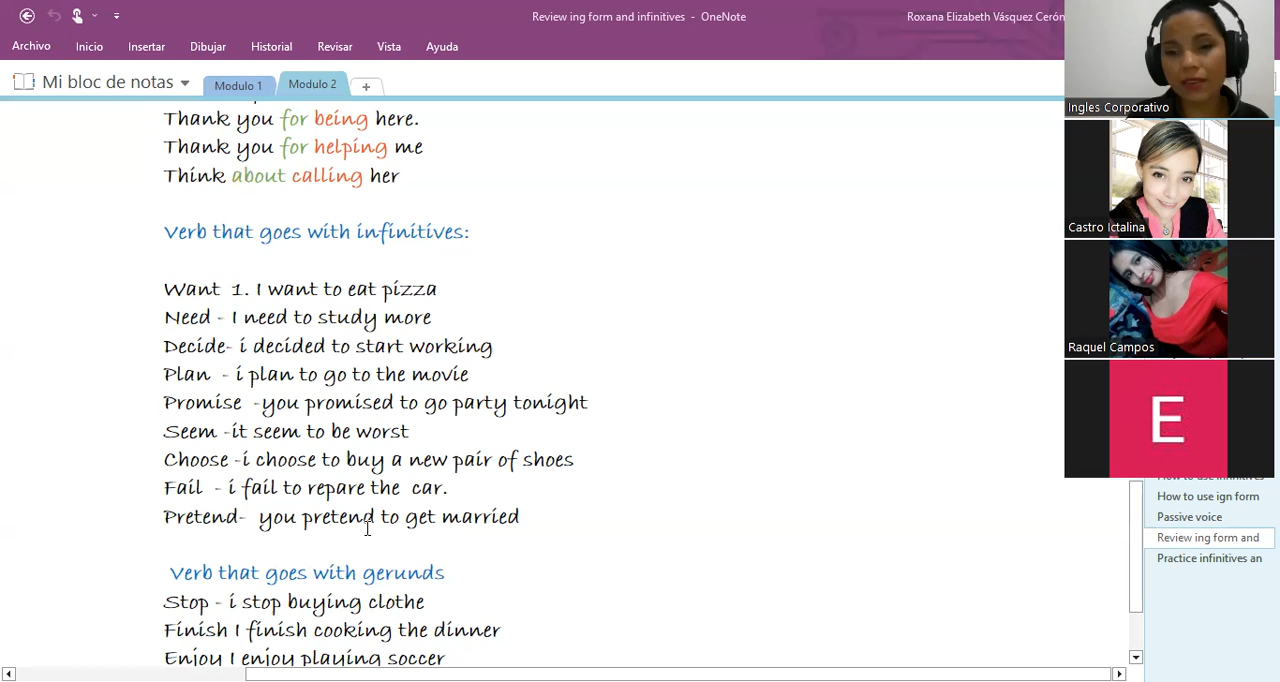 Review ing form and infinitives - OneNote
Roxana Elizabeth Vásquez Cerón
Archivo Inicio Insertar Dibujar Historial Revisar Vista Ayuda
Mi bloc de notas Modulo 1 Modulo 2 +
Thank you for being here.
Thank you for helping me
Think about calling her
Verb that goes with infinitives:
Want 1. I want to eat pizza
Need - I need to study more
Decide- i decided to start working
Plan - i plan to go to the movie
Promise -you promised to go party tonight
Seem -it seem to be worst
Choose -i choose to buy a new pair of shoes
Fail - i fail to repare the car.
Pretend- you pretend to get married
Verb that goes with gerunds
Stop - i stop buying clothe
Finish I finish cooking the dinner
Enjoy I enjoy playing soccer
Ingles Corporativo
Castro Ictalina
Raquel Campos
E
How to use infinitives
How to use ign form
Passive voice
Review ing form and
Practice infinitives an